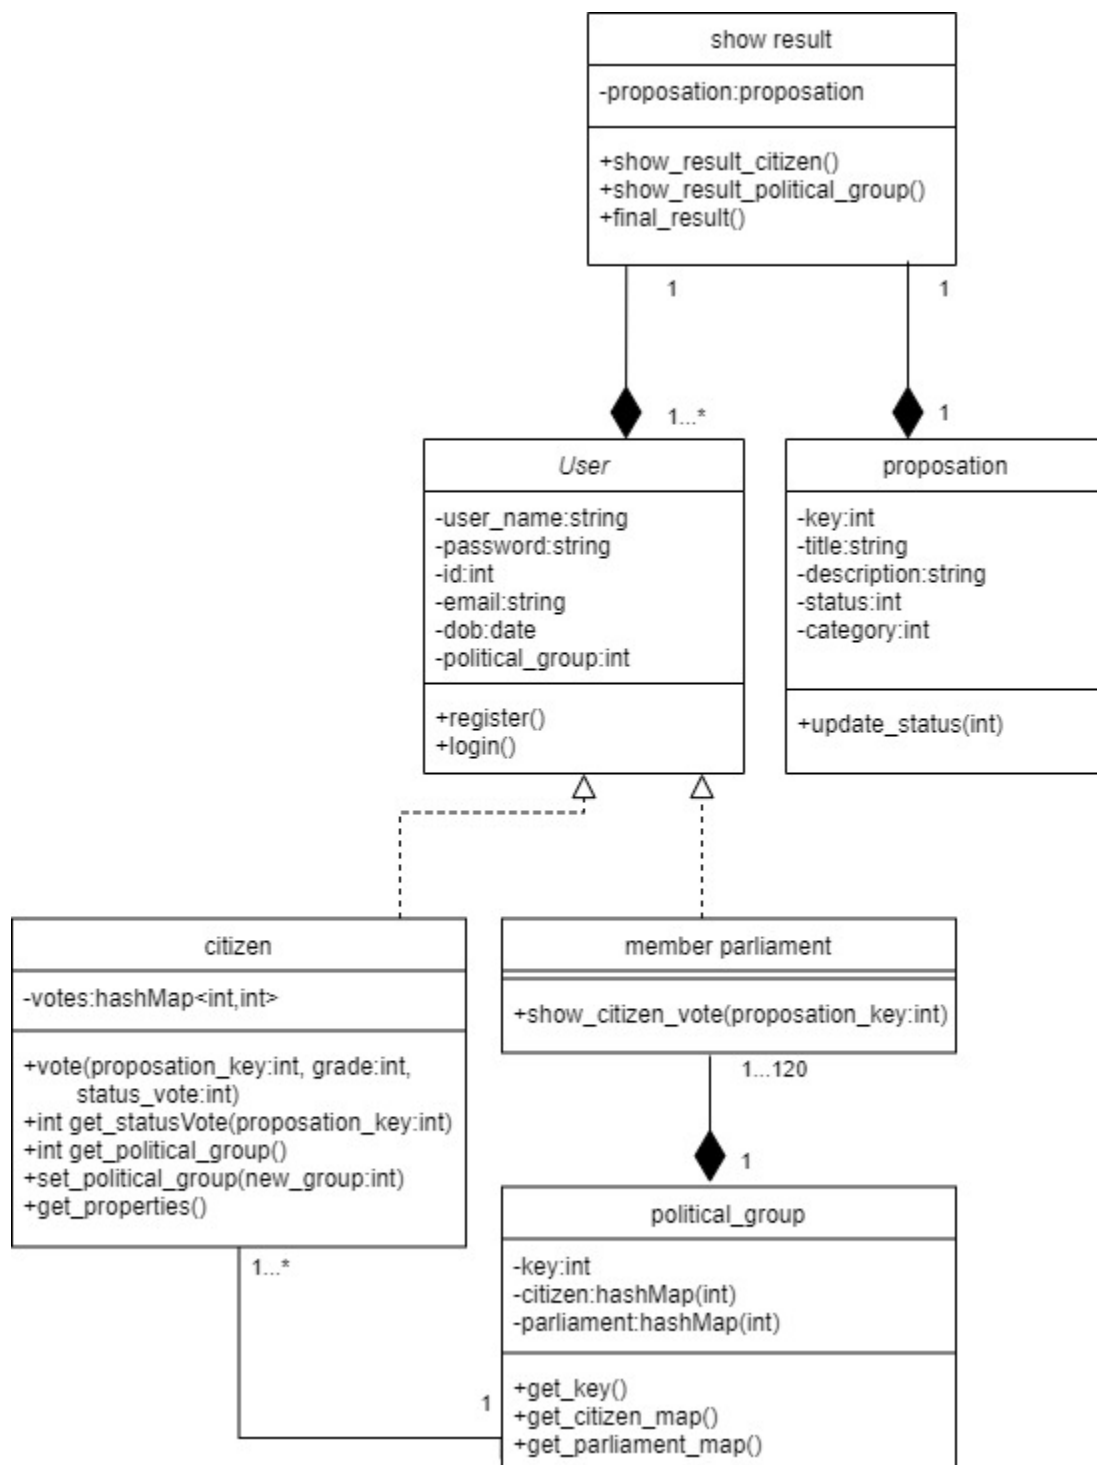 show result
-proposation:proposation
+show_result_citizen()
+show_result_political_group()
+final_result()
1
1
1...*
1
User
-user_name:string
-password:string
-id:int
-email:string
-dob:date
-political_group:int
+register()
+login()
proposation
-key:int
-title:string
-description:string
-status:int
-category:int
+update_status(int)
citizen
-votes:hashMap<int,int>
+vote(proposation_key:int, grade:int,
status_vote:int)
+int get_statusVote(proposation_key:int)
+int get_political_group()
+set_political_group(new_group:int)
+get_properties()
member parliament
+show_citizen_vote(proposation_key:int)
1...120
1
1...*
1
political_group
-key:int
-citizen:hashMap(int)
-parliament:hashMap(int)
+get_key()
+get_citizen_map()
+get_parliament_map()